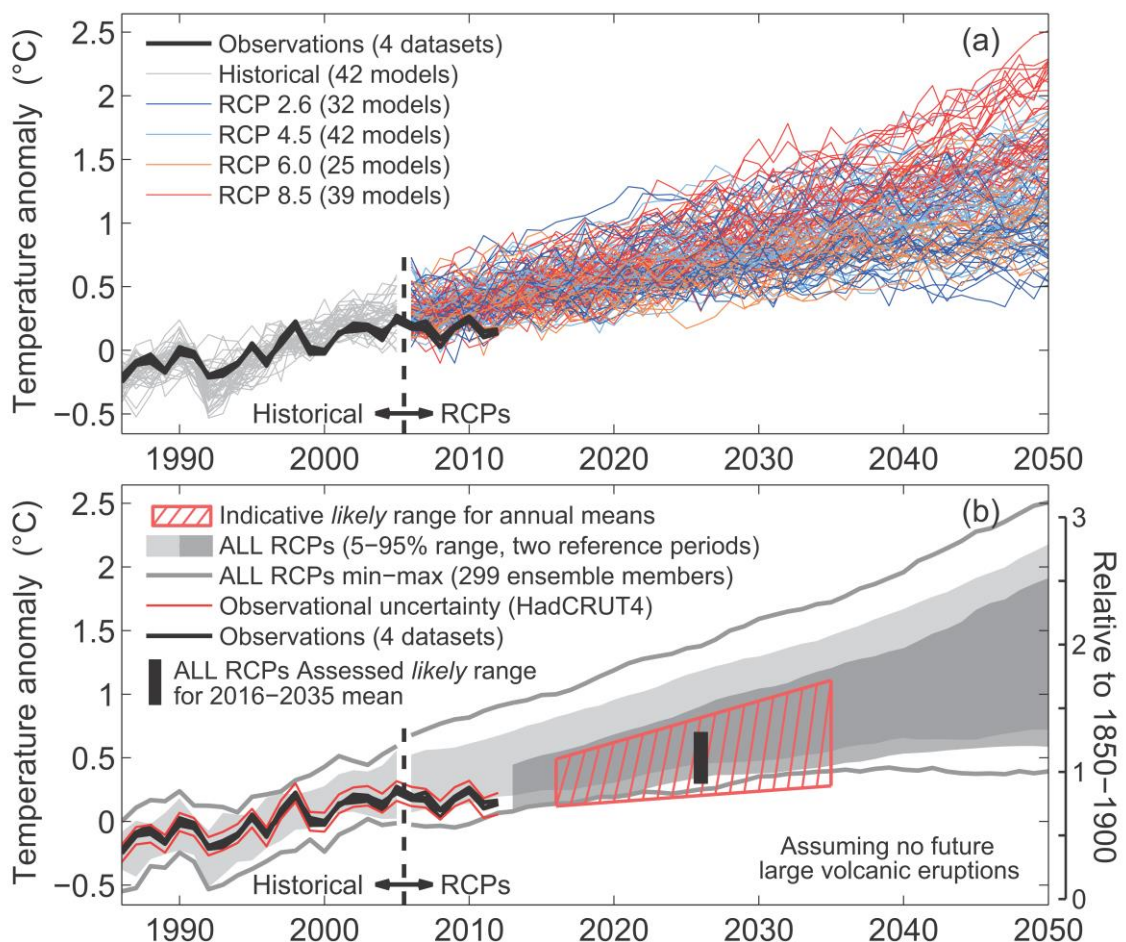 2.5
2
1.5
1
0.5
0
−0.5
Temperature anomaly (°C)
(a)
Observations (4 datasets)
Historical (42 models)
RCP 2.6 (32 models)
RCP 4.5 (42 models)
RCP 6.0 (25 models)
RCP 8.5 (39 models)
Historical RCPs
1990 2000 2010 2020 2030 2040 2050
2.5
2
1.5
1
0.5
0
−0.5
Temperature anomaly (°C)
(b)
Indicative likely range for annual means
ALL RCPs (5−95% range, two reference periods)
ALL RCPs min−max (299 ensemble members)
Observational uncertainty (HadCRUT4)
Observations (4 datasets)
ALL RCPs Assessed likely range
for 2016−2035 mean
Historical RCPs
Assuming no future
large volcanic eruptions
3
2
1
0
Relative to 1850−1900
1990 2000 2010 2020 2030 2040 2050